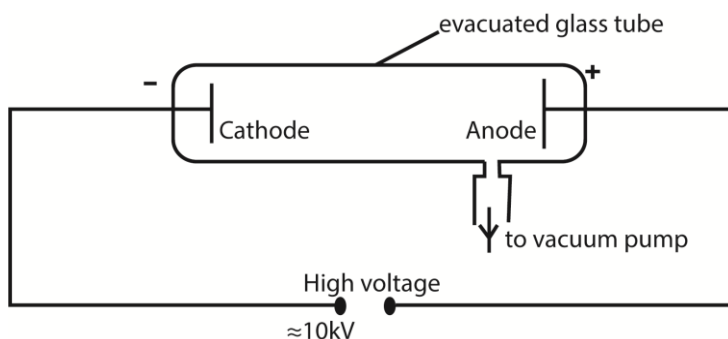 evacuated glass tube
– +
Cathode Anode
to vacuum pump
High voltage
≈10kV